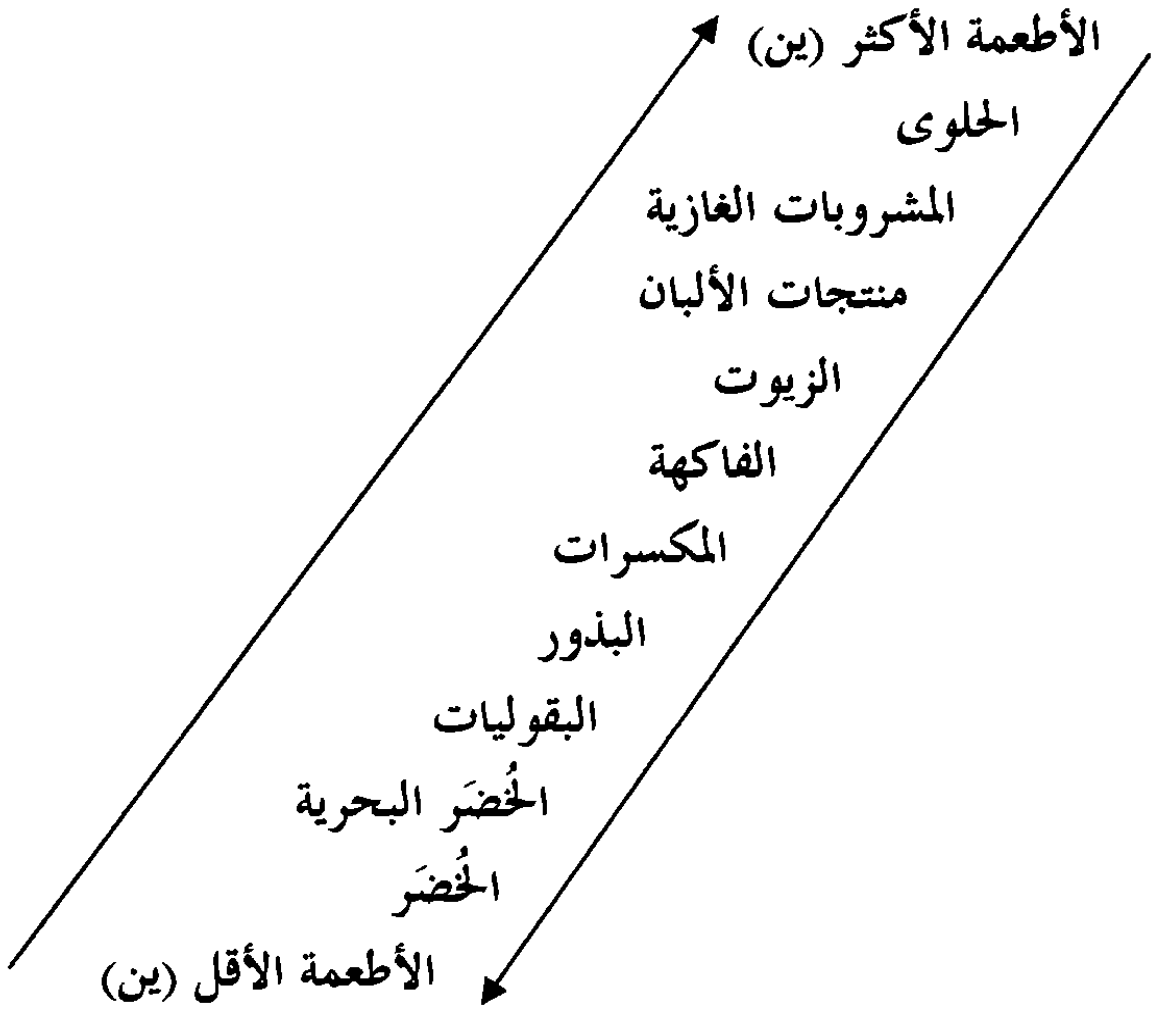 الأطعمة الأكثر (ين)
الحلوى
المشروبات الغازية
منتجات الألبان
الزيوت
الفاكهة
المكسرات
البذور
البقوليات
الخُضَر البحرية
الخُضَر
الأطعمة الأقل (ين)